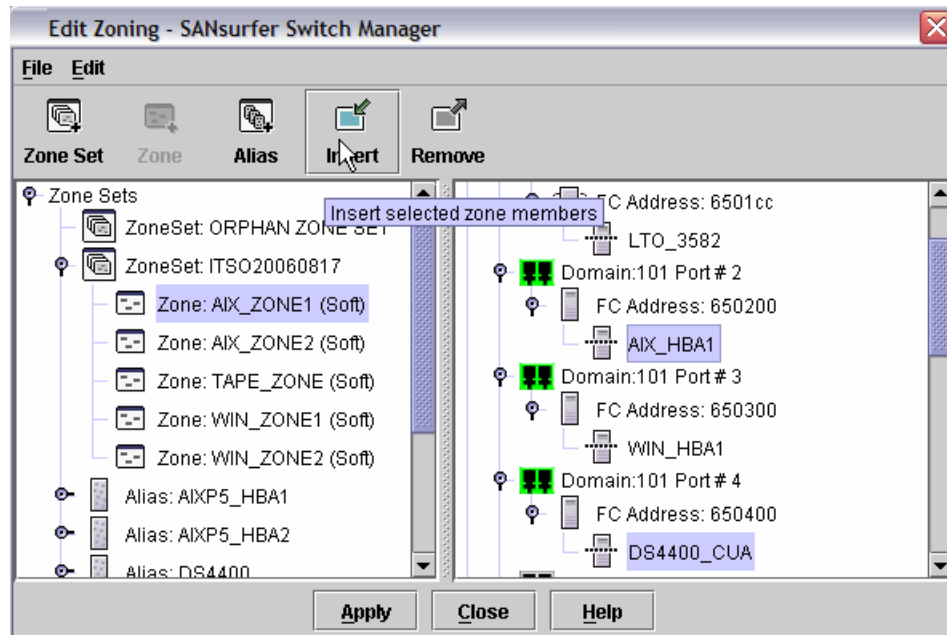 Edit Zoning - SANsurfer Switch Manager
File Edit
Zone Set Zone Alias Insert Remove
Insert selected zone members
Zone Sets
ZoneSet: ORPHAN ZONE SET
ZoneSet: ITSO20060817
Zone: AIX_ZONE1 (Soft)
Zone: AIX_ZONE2 (Soft)
Zone: TAPE_ZONE (Soft)
Zone: WIN_ZONE1 (Soft)
Zone: WIN_ZONE2 (Soft)
Alias: AIXP5_HBA1
Alias: AIXP5_HBA2
Alias: DS4400
FC Address: 6501cc
LTO_3582
Domain:101 Port# 2
FC Address: 650200
AIX_HBA1
Domain:101 Port# 3
FC Address: 650300
WIN_HBA1
Domain:101 Port# 4
FC Address: 650400
DS4400_CUA
Apply Close Help